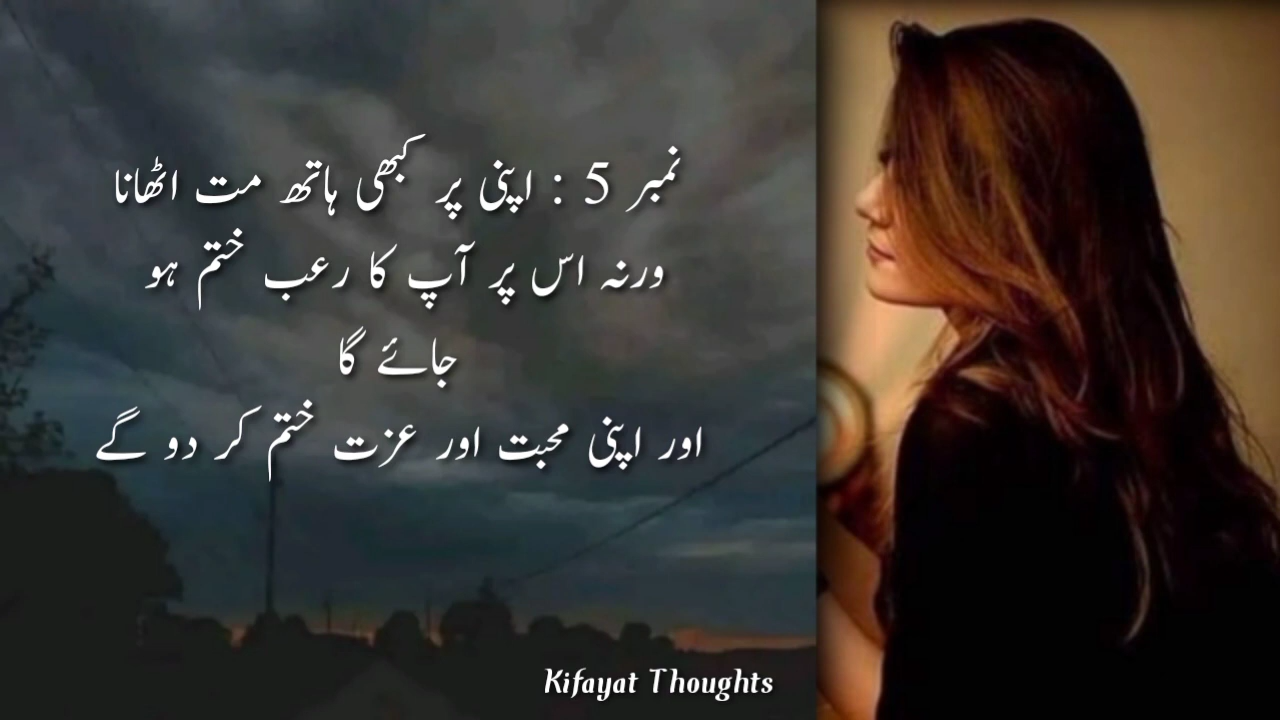 نمبر 5 : اپنی پر کبھی ہاتھ مت اٹھانا
ورنہ اس پر آپ کا رعب ختم ہو
جائے گا
اور اپنی محبت اور عزت ختم کر دو گے
Kifayat Thoughts